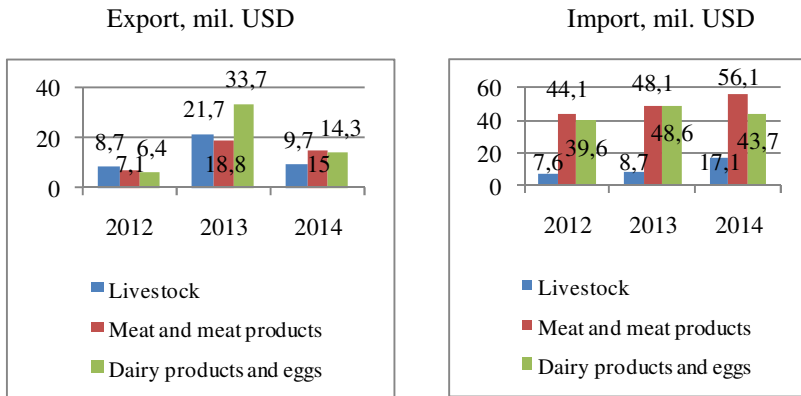 Export, mil. USD
40
20
0
8,7
7,1
6,4
21,7
18,8
33,7
9,7
15
14,3
2012 2013 2014
Livestock
Meat and meat products
Dairy products and eggs
Import, mil. USD
60
40
20
0
7,6
44,1
39,6
8,7
48,1
48,6
17,1
56,1
43,7
2012 2013 2014
Livestock
Meat and meat products
Dairy products and eggs